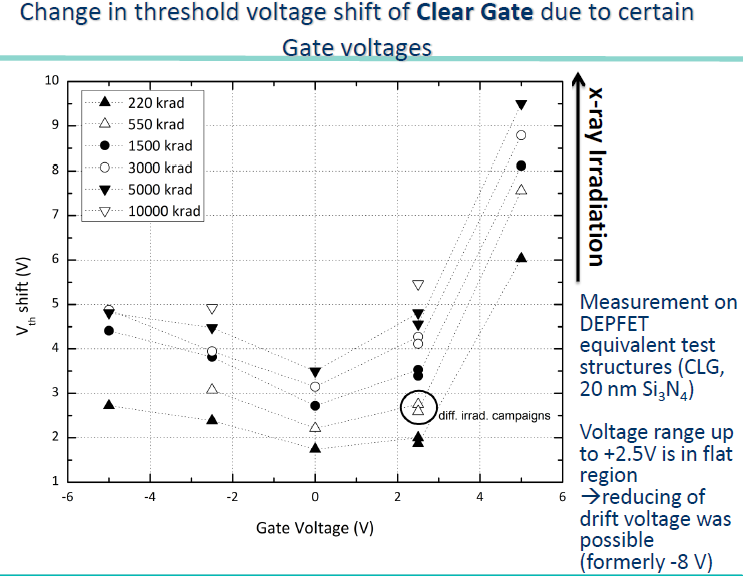 Change in threshold voltage shift of Clear Gate due to certain
Gate voltages
10
9
8
7
6
5
4
3
2
1
V_th shift (V)
220 krad
550 krad
1500 krad
3000 krad
5000 krad
10000 krad
diff. irrad. campaigns
-6
-4
-2
0
2
4
6
Gate Voltage (V)
x-ray Irradiation
Measurement on
DEPFET
equivalent test
structures (CLG,
20 nm Si₃N₄)
Voltage range up
to +2.5V is in flat
region
→reducing of
drift voltage was
possible
(formerly -8 V)